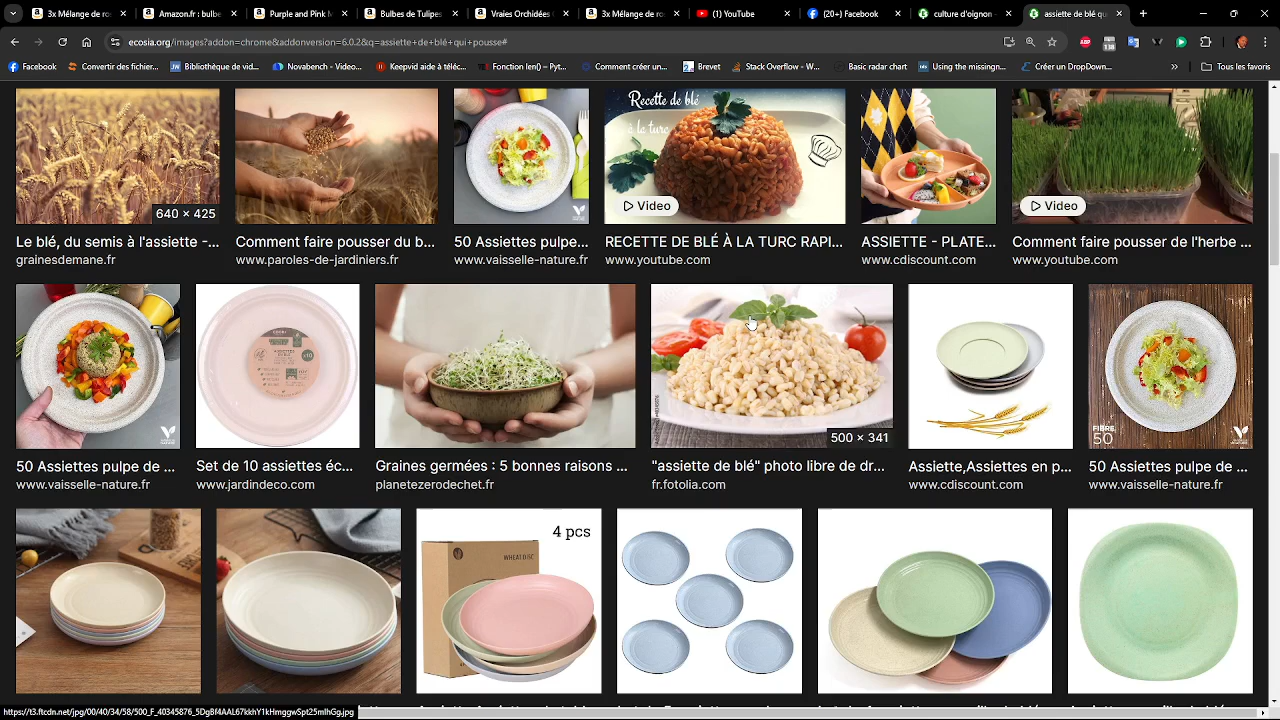 3x Mélange de ro
Amazon.fr : bulbe
Purple and Pink M
Bulbes de Tulipes
Vraies Orchidées
3x Mélange de ro
(1) YouTube
(20+) Facebook
culture d'oignon -
assiette de blé qui
ecosia.org/images?addon=chrome&addonversion=6.0.2&q=assiette+de+blé+qui+pousse#
Facebook
Convertir des fichier...
Bibliothèque de vid...
Novabench - Video...
Keepvid aide à téléc...
Fonction len() – Pyt...
Comment créer un...
Brevet
Stack Overflow - W...
Basic radar chart
Using the missingn...
Créer un DropDown...
»
Tous les favoris
Recette de blé
à la turc
640 × 425
Video
Video
Le blé, du semis à l'assiette -...
Comment faire pousser du b...
50 Assiettes pulpe...
RECETTE DE BLÉ À LA TURC RAPI...
ASSIETTE - PLATE...
Comment faire pousser de l'herbe ...
grainesdemane.fr
www.paroles-de-jardiniers.fr
www.vaisselle-nature.fr
www.youtube.com
www.cdiscount.com
www.youtube.com
500 × 341
FIBRE
50
50 Assiettes pulpe de ...
Set de 10 assiettes éc...
Graines germées : 5 bonnes raisons ...
"assiette de blé" photo libre de dr...
Assiette,Assiettes en p...
50 Assiettes pulpe de ...
www.vaisselle-nature.fr
www.jardindeco.com
planetezerodechet.fr
fr.fotolia.com
www.cdiscount.com
www.vaisselle-nature.fr
4 pcs
WHEAT DISC